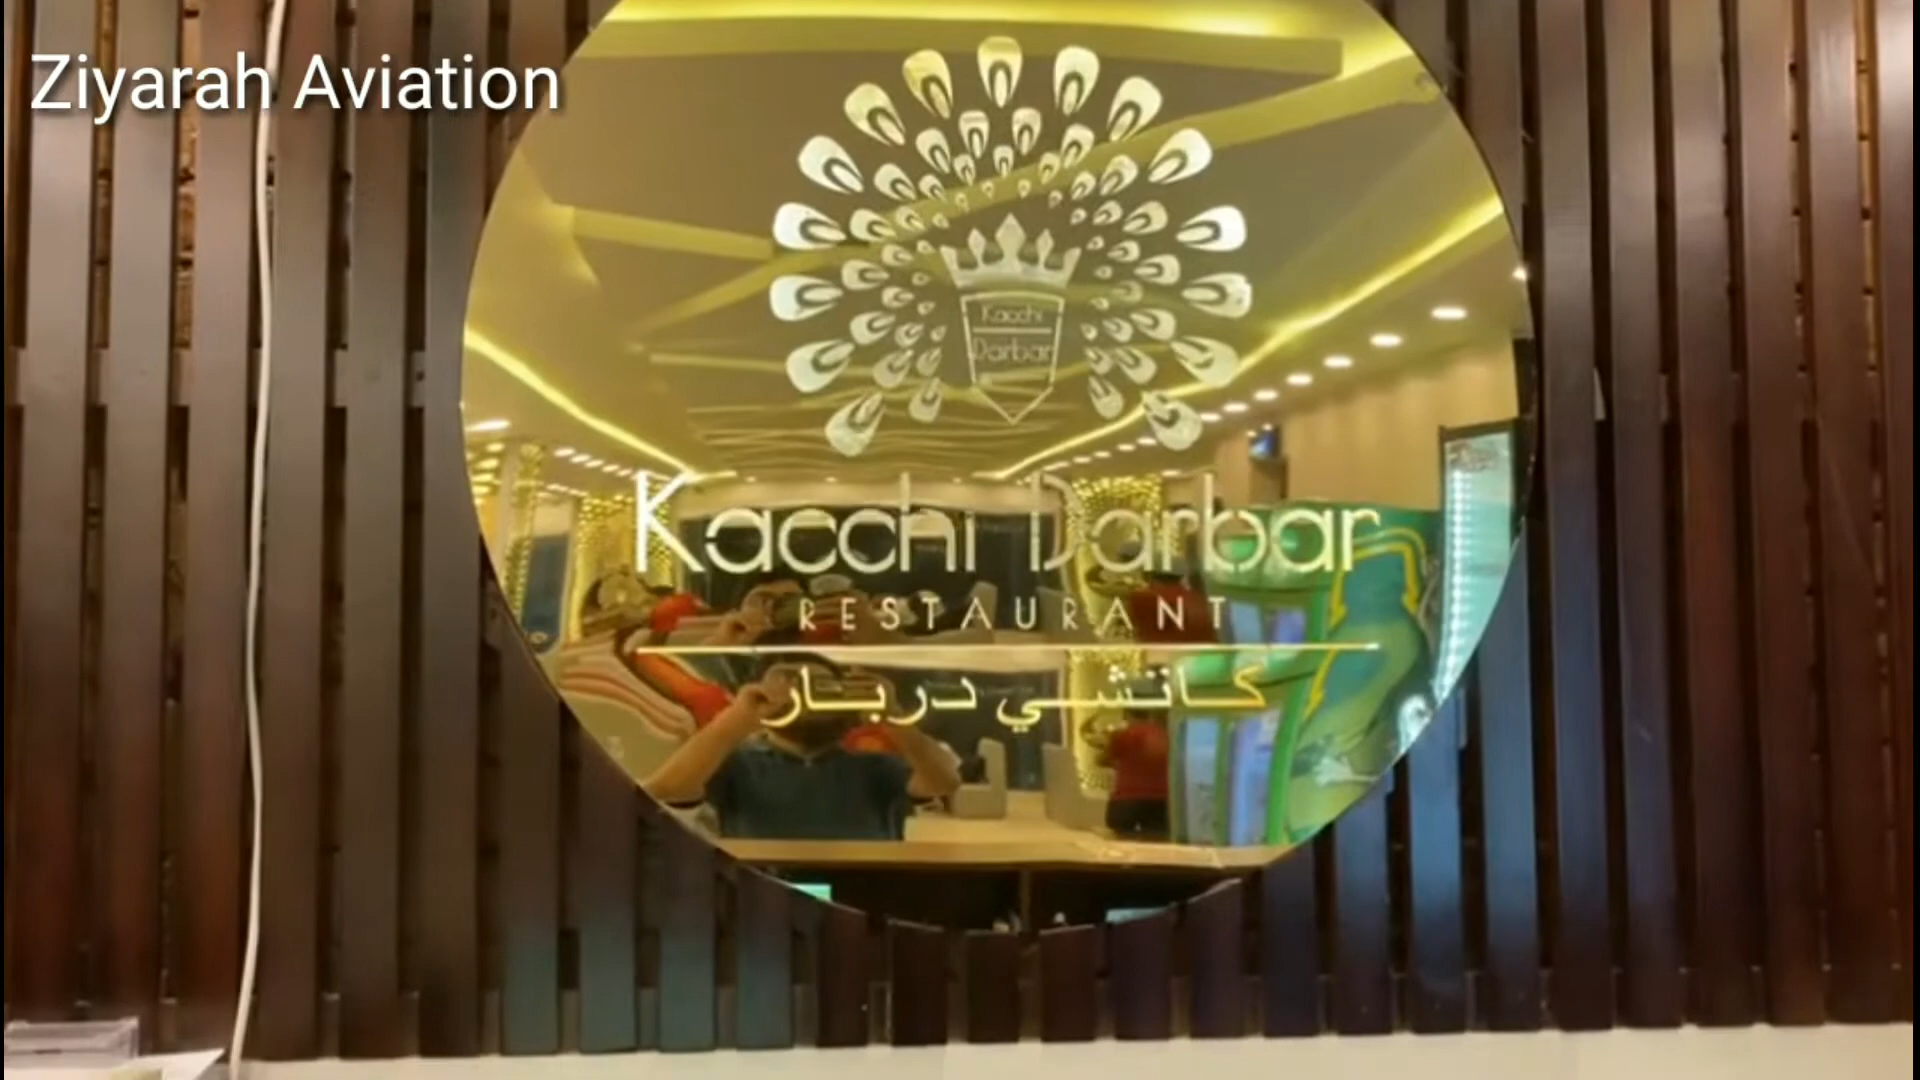 Ziyarah Aviation
Kacchi
Darbar
Kacchi Darbar
RESTAURANT
كاتشي دربار